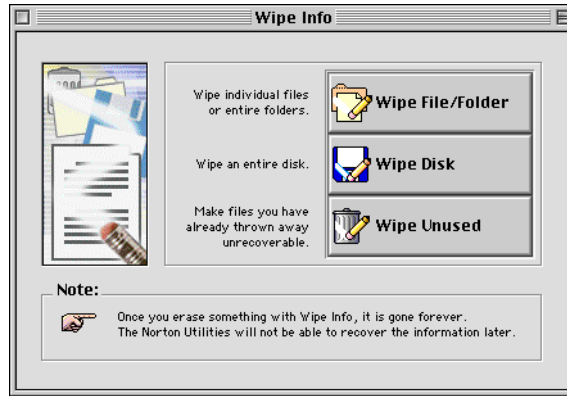 Wipe Info
Wipe individual files
or entire folders.
Wipe File/Folder
Wipe an entire disk.
Wipe Disk
Make files you have
already thrown away
unrecoverable.
Wipe Unused
Note:
Once you erase something with Wipe Info, it is gone forever.
The Norton Utilities will not be able to recover the information later.